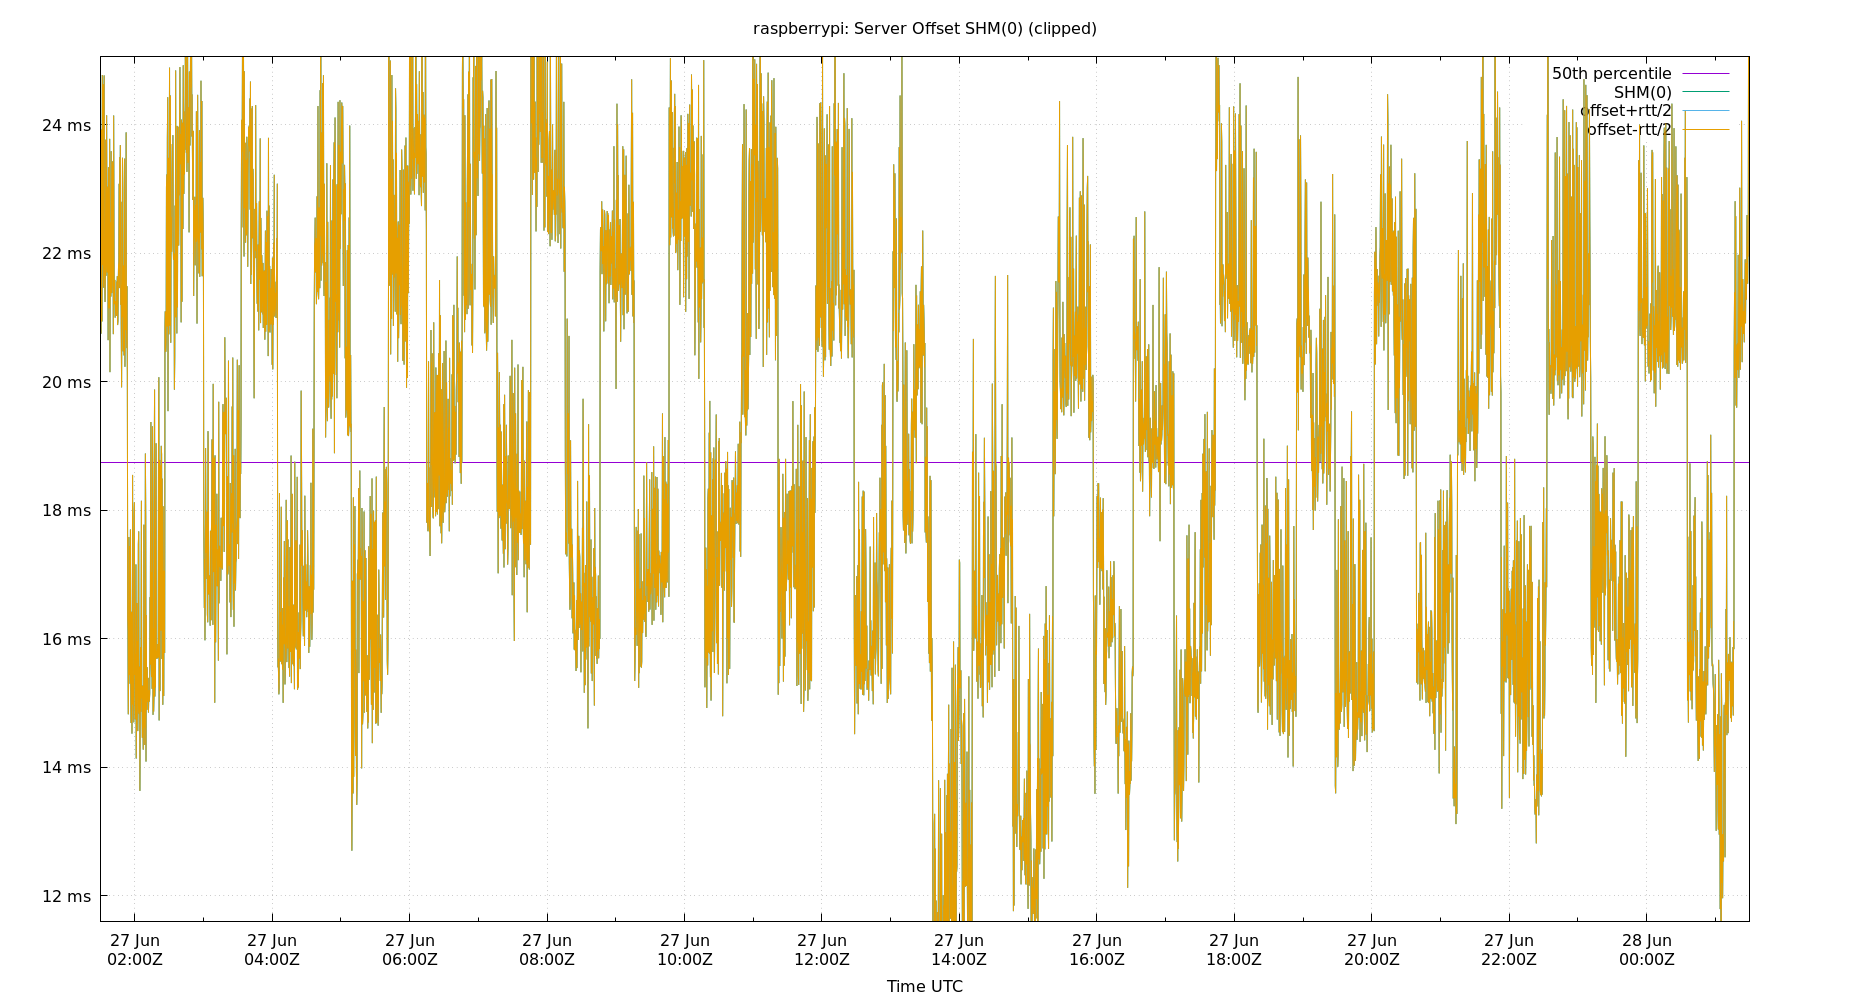 raspberrypi: Server Offset SHM(0) (clipped)
50th percentile
SHM(0)
offset+rtt/2
offset-rtt/2
24 ms
22 ms
20 ms
18 ms
16 ms
14 ms
12 ms
27 Jun 27 Jun 27 Jun 27 Jun 27 Jun 27 Jun 27 Jun 27 Jun 27 Jun 27 Jun 27 Jun 28 Jun
02:00Z 04:00Z 06:00Z 08:00Z 10:00Z 12:00Z 14:00Z 16:00Z 18:00Z 20:00Z 22:00Z 00:00Z
Time UTC